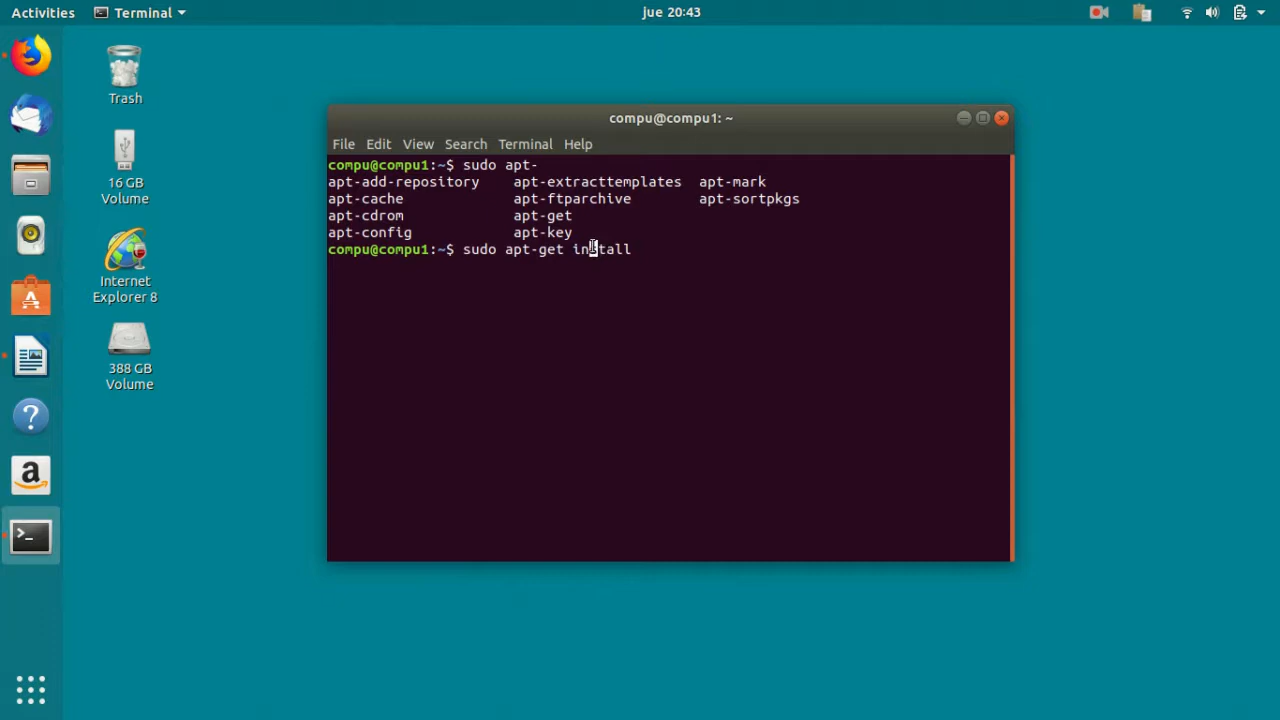 Activities Terminal jue 20:43
Trash
16 GB
Volume
Internet
Explorer 8
388 GB
Volume
compu@compu1: ~
File Edit View Search Terminal Help
compu@compu1:~$ sudo apt-
apt-add-repository apt-extracttemplates apt-mark
apt-cache apt-ftparchive apt-sortpkgs
apt-cdrom apt-get
apt-config apt-key
compu@compu1:~$ sudo apt-get install